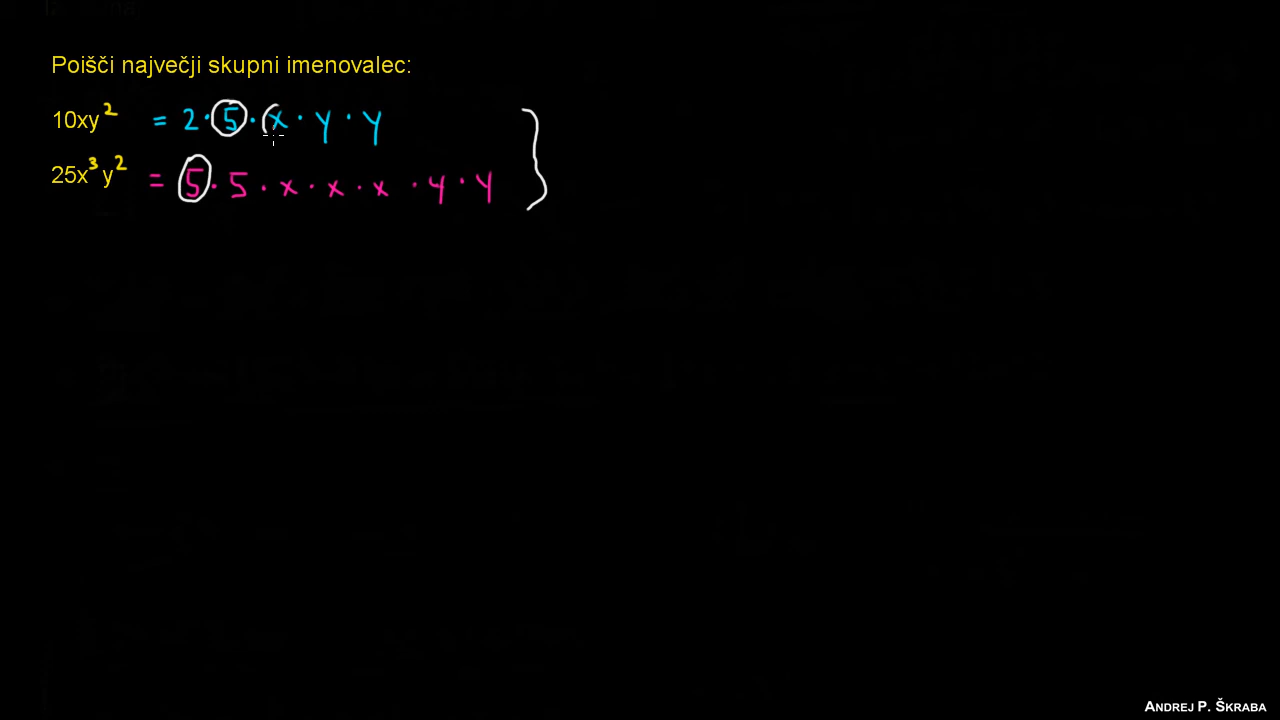 Poišči največji skupni imenovalec:
10xy² = 2 · 5 · x · y · y
25x³y² = 5 · 5 · x · x · x · y · y
ANDREJ P. ŠKRABA